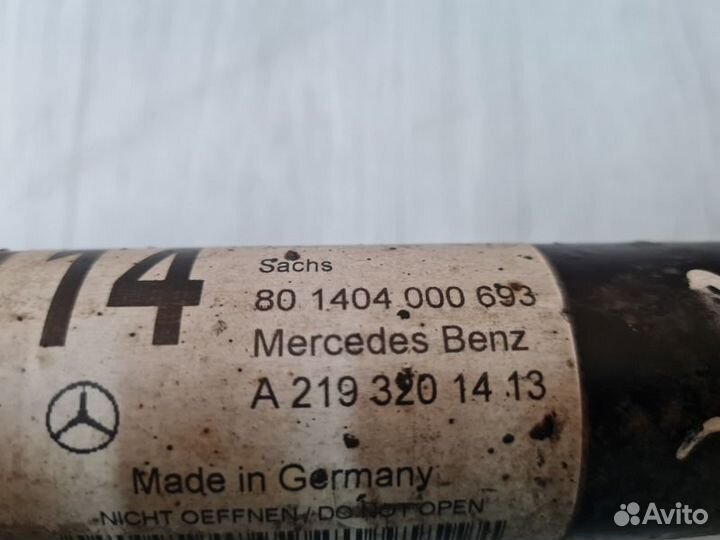 14
Sachs
80 1404 000 693
Mercedes Benz
A 219 320 14 13
Made in Germany
NICHT OEFFNEN / DO NOT OPEN
Avito